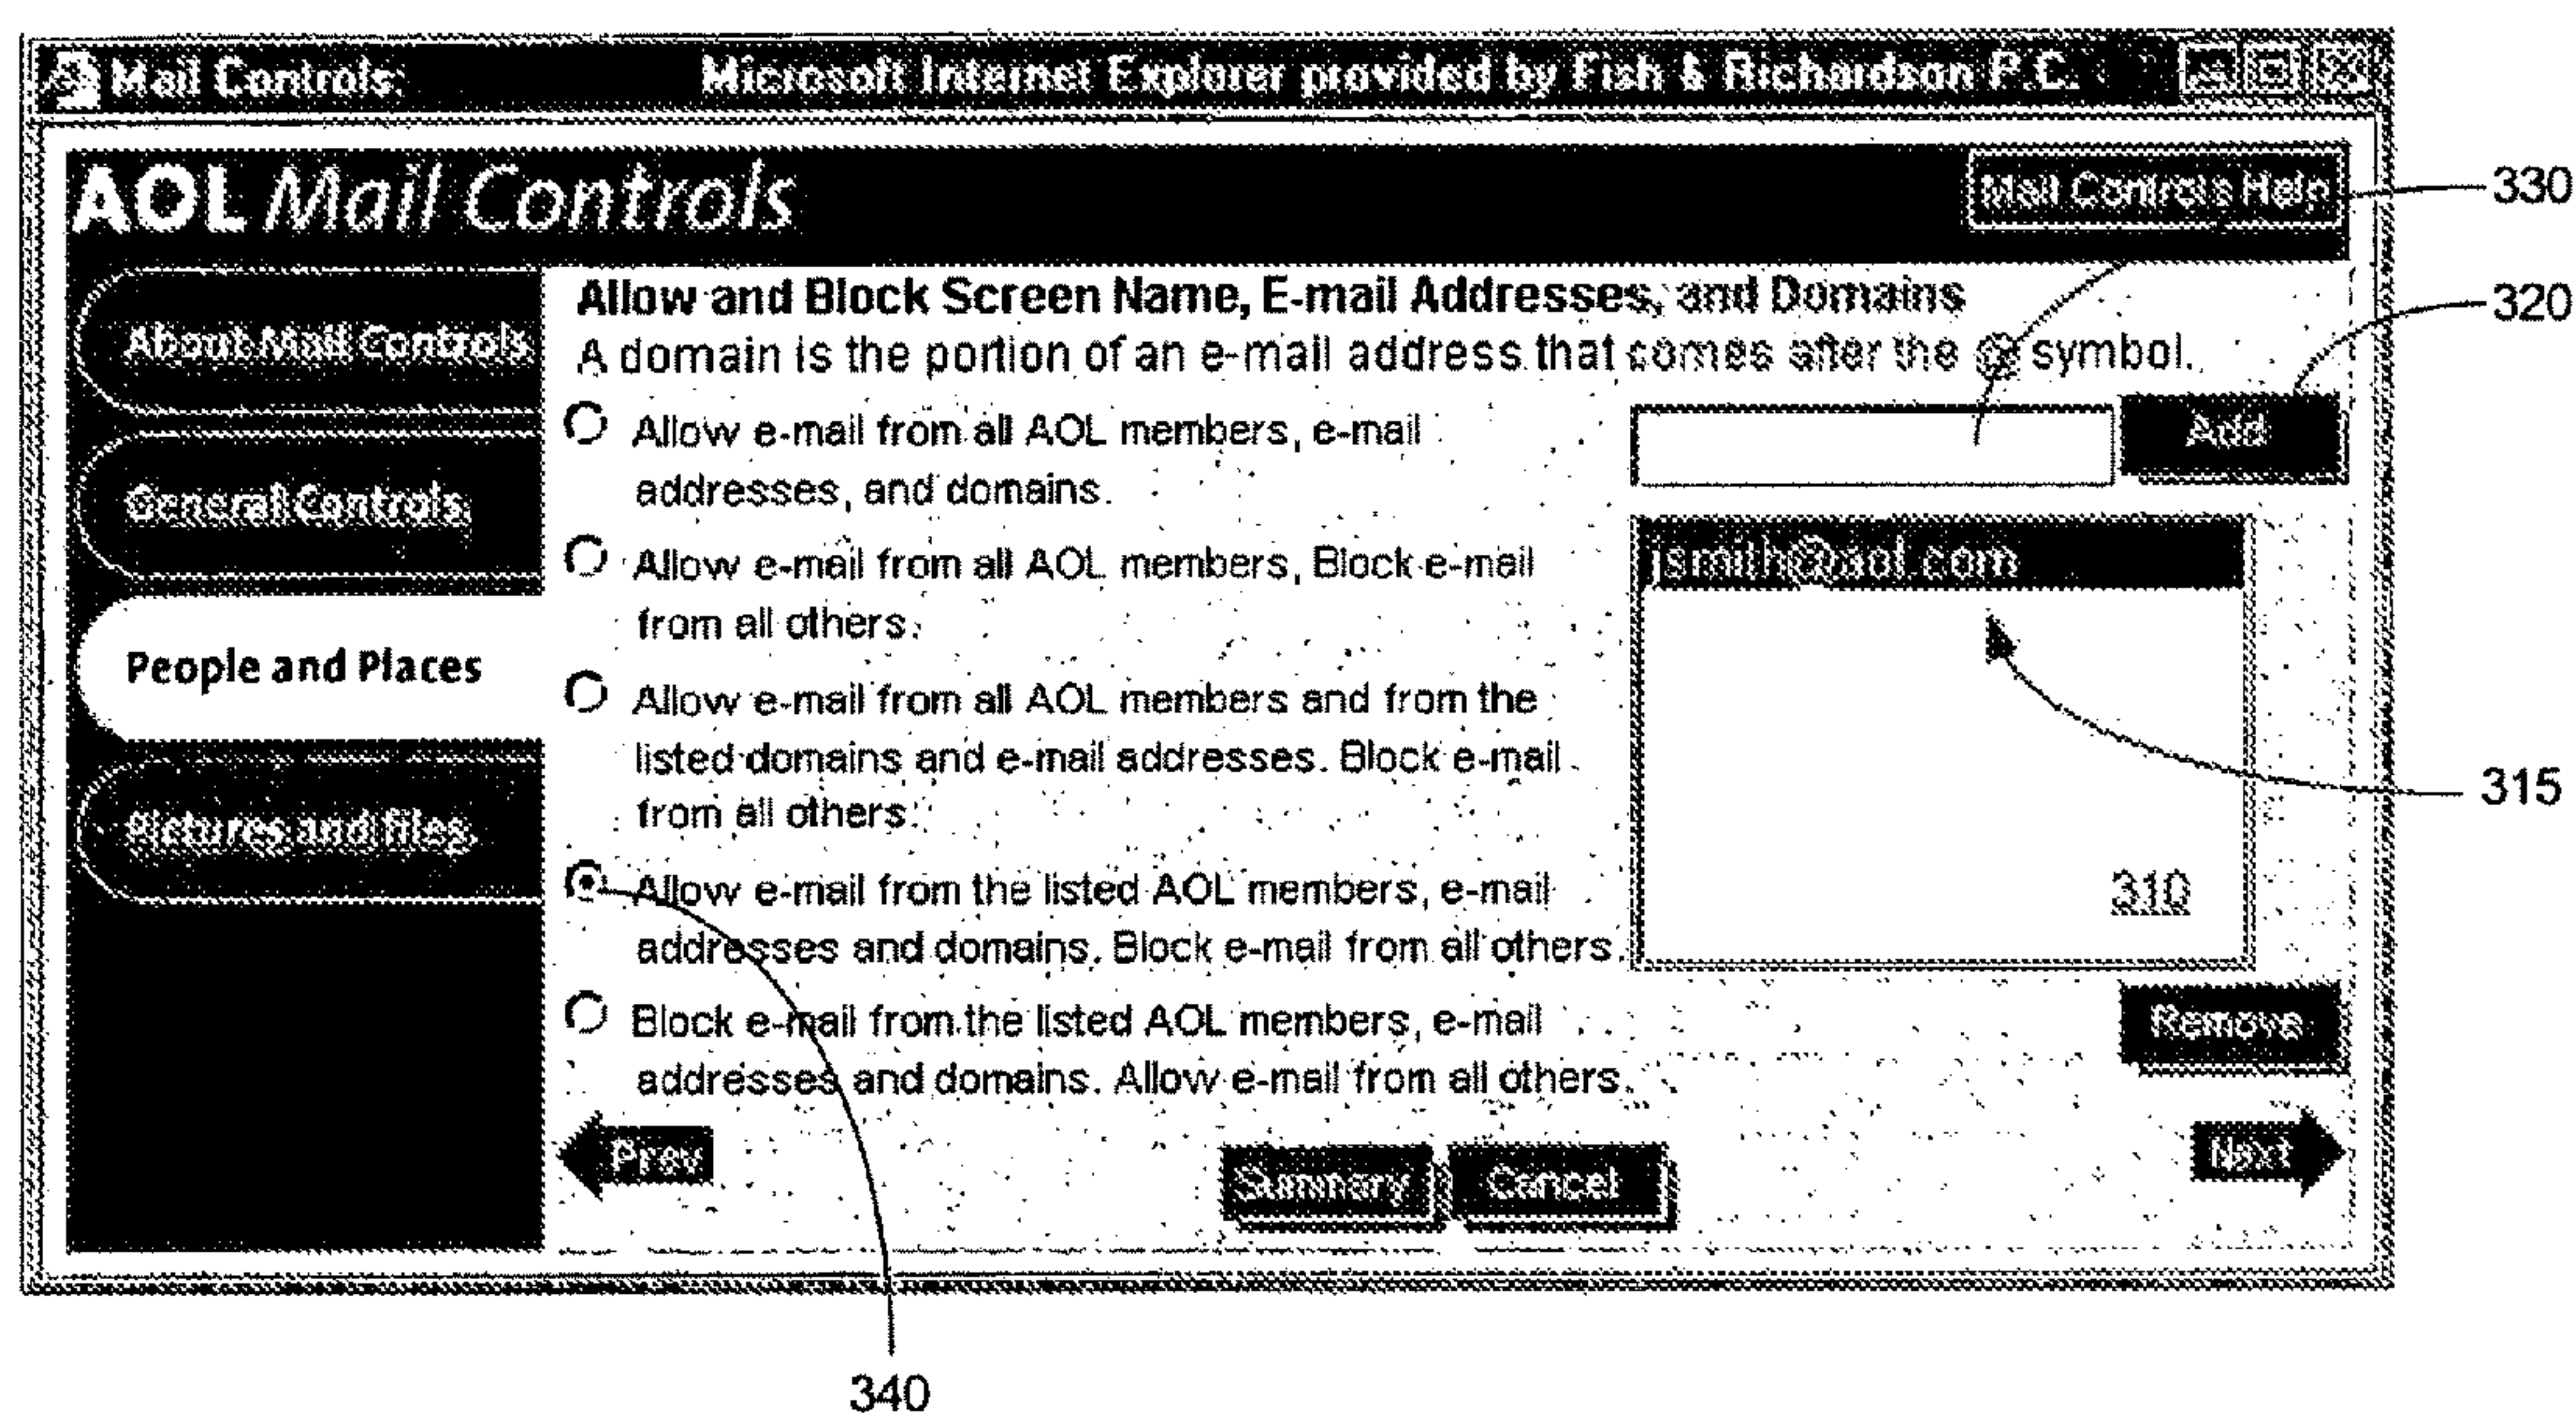 Mail Controls: Microsoft Internet Explorer provided by Fish & Richardson P.C.
AOL Mail Controls
Mail Controls Help
330
About Mail Controls
General Controls
People and Places
Pictures and files
Allow and Block Screen Name, E-mail Addresses, and Domains
A domain is the portion of an e-mail address that comes after the @ symbol.
320
Allow e-mail from all AOL members, e-mail
addresses, and domains.
Allow e-mail from all AOL members, Block e-mail
from all others.
Allow e-mail from all AOL members and from the
listed domains and e-mail addresses. Block e-mail
from all others.
Allow e-mail from the listed AOL members, e-mail
addresses and domains. Block e-mail from all others.
Block e-mail from the listed AOL members, e-mail
addresses and domains. Allow e-mail from all others.
Add
jsmith@aol.com
315
310
Remove
Prev
Summary
Cancel
Next
340